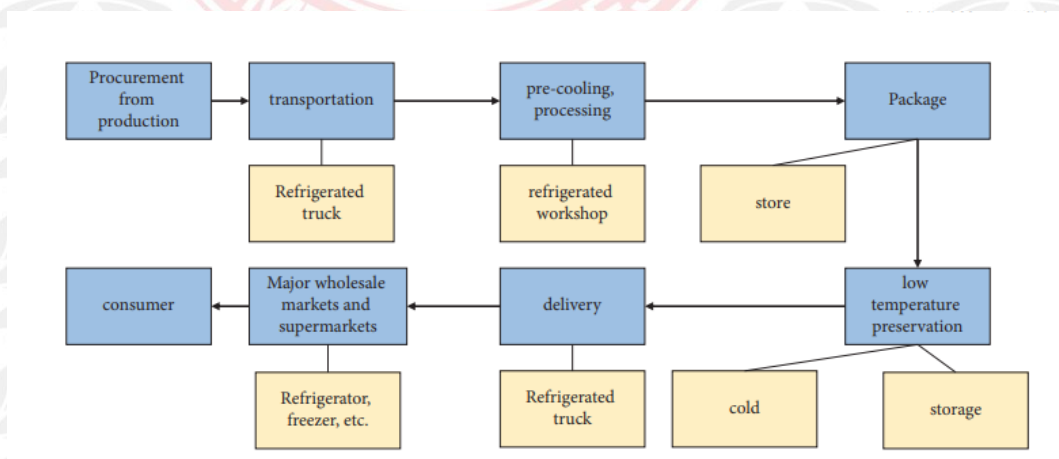 Procurement
from
production
transportation
pre-cooling,
processing
Package
Refrigerated
truck
refrigerated
workshop
store
consumer
Major wholesale
markets and
supermarkets
delivery
low
temperature
preservation
Refrigerator,
freezer, etc.
Refrigerated
truck
cold
storage